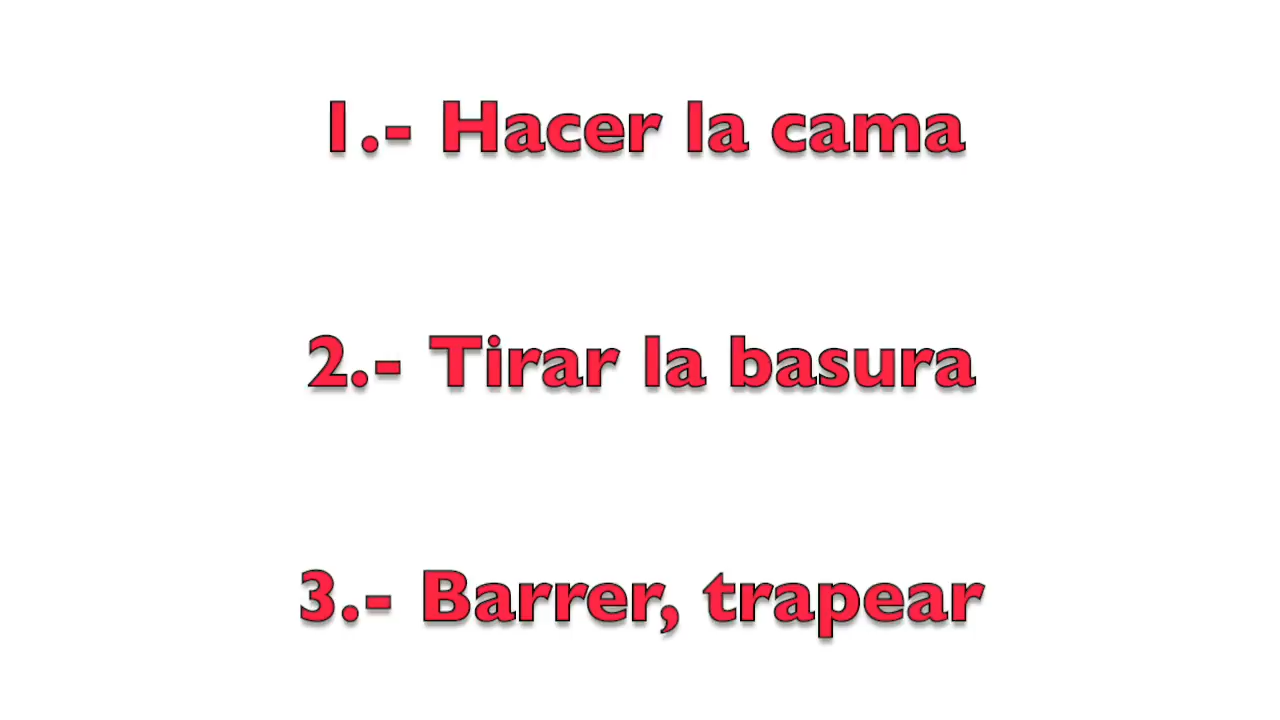 1.- Hacer la cama
2.- Tirar la basura
3.- Barrer, trapear